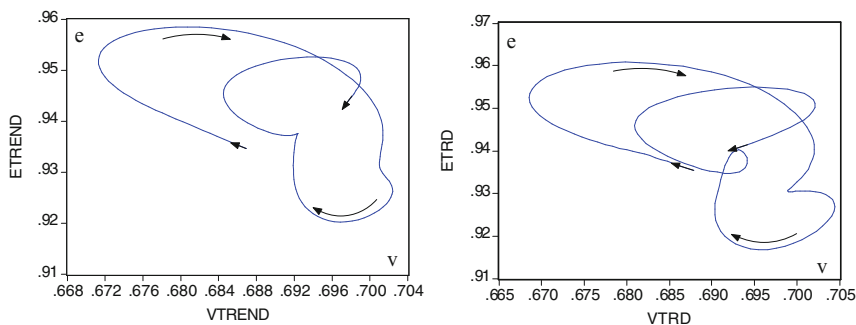 e
.96
.95
.94
.93
.92
.91
ETREND
v
.668 .672 .676 .680 .684 .688 .692 .696 .700 .704
VTREND
e
.97
.96
.95
.94
.93
.92
.91
ETRD
v
.665 .670 .675 .680 .685 .690 .695 .700 .705
VTRD